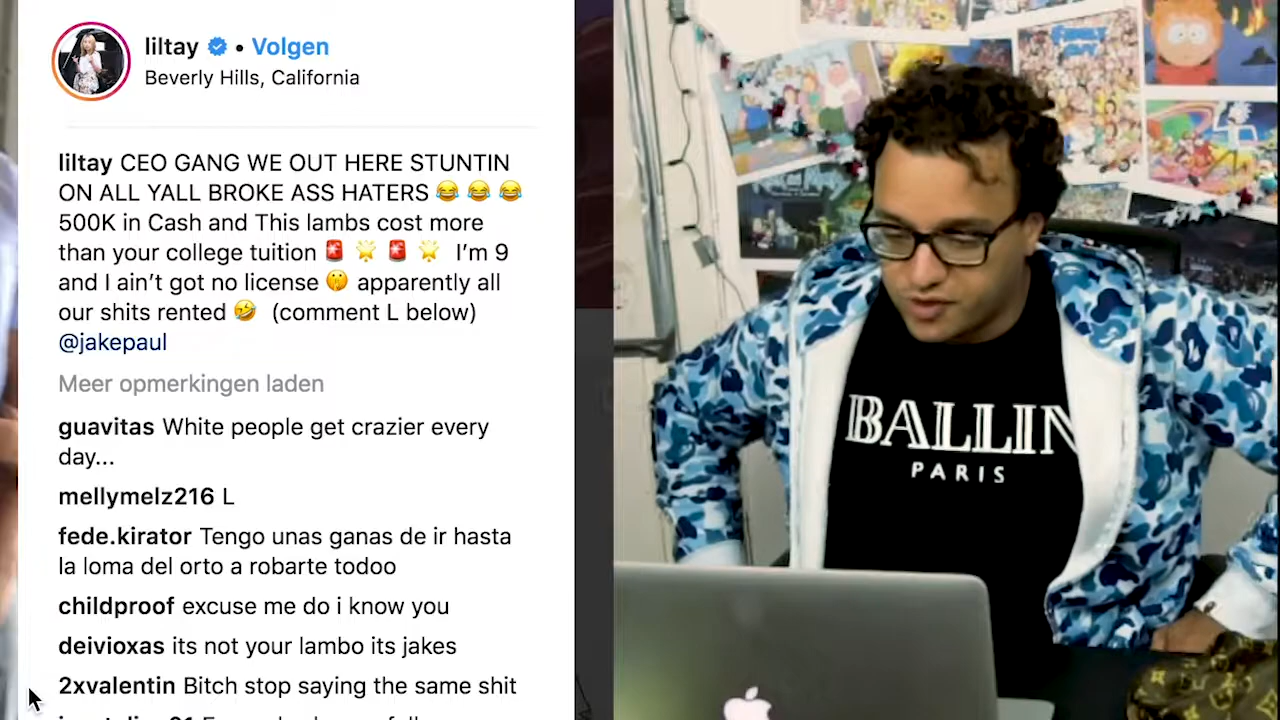 liltay • Volgen
Beverly Hills, California
liltay CEO GANG WE OUT HERE STUNTIN
ON ALL YALL BROKE ASS HATERS 😂 😂 😂
500K in Cash and This lambs cost more
than your college tuition 🚨 🌟 🚨 🌟 I’m 9
and I ain’t got no license 🤫 apparently all
our shits rented 🤣 (comment L below)
@jakepaul
Meer opmerkingen laden
guavitas White people get crazier every
day...
mellymelz216 L
fede.kirator Tengo unas ganas de ir hasta
la loma del orto a robarte todoo
childproof excuse me do i know you
deivioxas its not your lambo its jakes
2xvalentin Bitch stop saying the same shit
BALLIN
PARIS